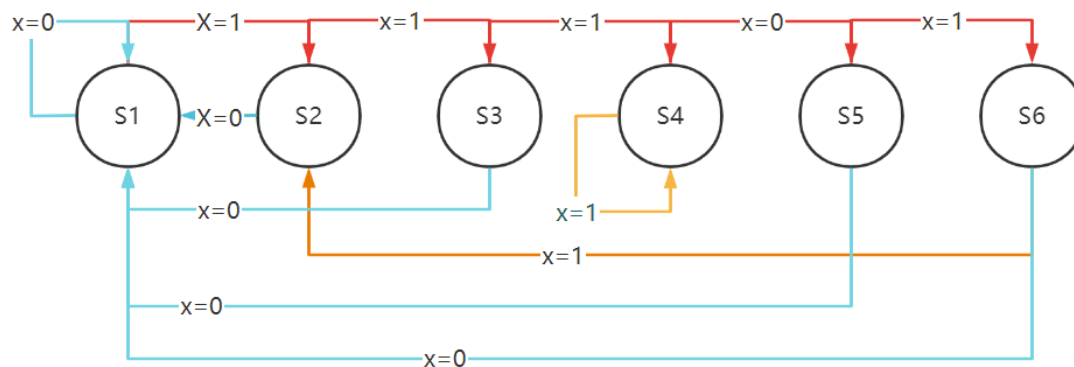 x=0 X=1 x=1 x=1 x=0 x=1
S1 X=0 S2 S3 S4 S5 S6
x=0 x=1
x=1
x=0
x=0